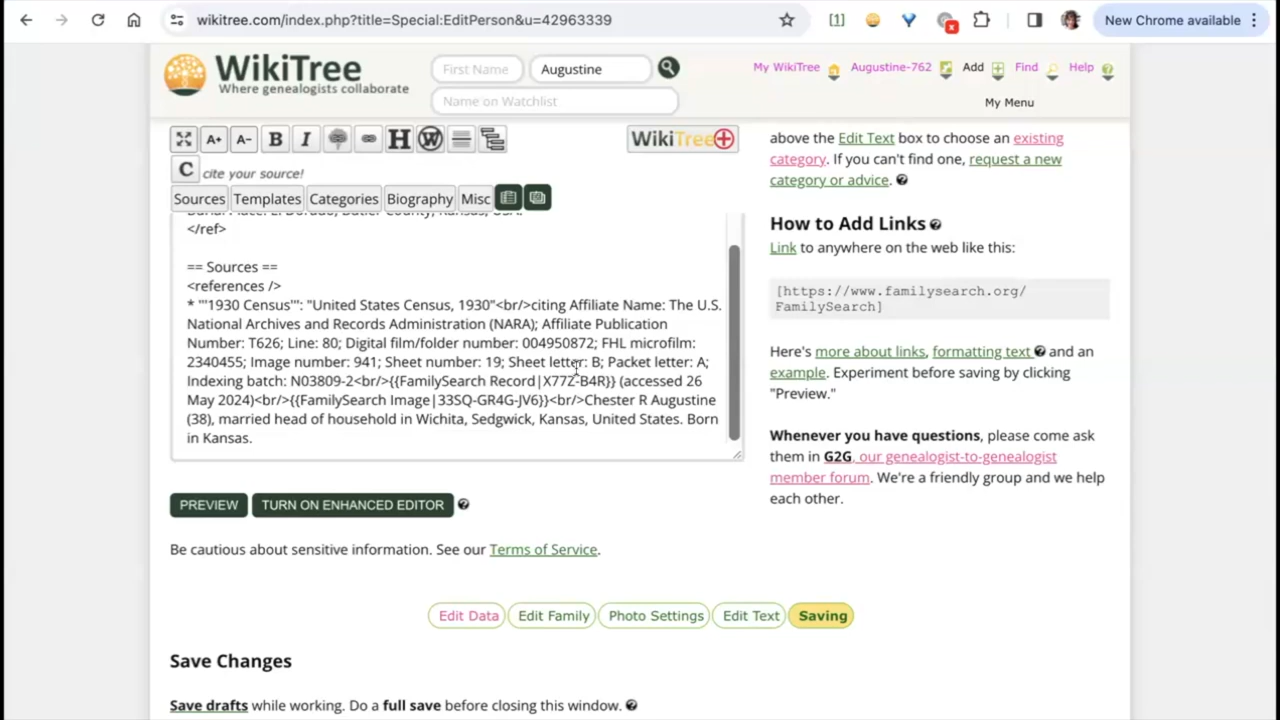 wikitree.com/index.php?title=Special:EditPerson&u=42963339
[1]
New Chrome available
WikiTree
Where genealogists collaborate
First Name
Augustine
Name on Watchlist
My WikiTree
Augustine-762
Add
Find
Help
My Menu
A+
A−
B
I
H
W
WikiTree
C
cite your source!
Sources
Templates
Categories
Biography
Misc
</ref>
== Sources ==
<references />
* '''1930 Census''': "United States Census, 1930"<br/>citing Affiliate Name: The U.S.
National Archives and Records Administration (NARA); Affiliate Publication
Number: T626; Line: 80; Digital film/folder number: 004950872; FHL microfilm:
2340455; Image number: 941; Sheet number: 19; Sheet letter: B; Packet letter: A;
Indexing batch: N03809-2<br/>{{FamilySearch Record|X77Z-B4R}} (accessed 26
May 2024)<br/>{{FamilySearch Image|33SQ-GR4G-JV6}}<br/>Chester R Augustine
(38), married head of household in Wichita, Sedgwick, Kansas, United States. Born
in Kansas.
PREVIEW
TURN ON ENHANCED EDITOR
Be cautious about sensitive information. See our Terms of Service.
above the Edit Text box to choose an existing
category. If you can't find one, request a new
category or advice.
How to Add Links
Link to anywhere on the web like this:
[https://www.familysearch.org/
FamilySearch]
Here's more about links, formatting text and an
example. Experiment before saving by clicking
"Preview."
Whenever you have questions, please come ask
them in G2G, our genealogist-to-genealogist
member forum. We're a friendly group and we help
each other.
Edit Data
Edit Family
Photo Settings
Edit Text
Saving
Save Changes
Save drafts while working. Do a full save before closing this window.